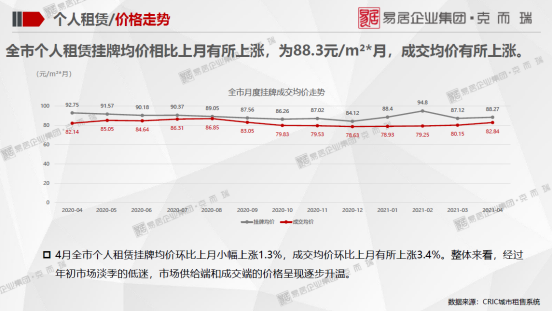 个人租赁/价格走势
易居企业集团·克而瑞
全市个人租赁挂牌均价相比上月有所上涨，为88.3元/m²*月，成交均价有所上涨。
(元/m²*月)
全市月度挂牌成交均价走势
100
80
60
40
20
0
92.75 91.57 90.18 90.37 89.05 87.56 86.26 87.02 84.12 88.4 94.8 87.12 88.27
82.14 85.05 84.64 86.31 86.85 83.05 79.83 79.53 78.63 78.93 79.25 80.15 82.84
2020-04 2020-05 2020-06 2020-07 2020-08 2020-09 2020-10 2020-11 2020-12 2021-01 2021-02 2021-03 2021-04
挂牌均价 成交均价
4月全市个人租赁挂牌均价环比上月小幅上涨1.3%，成交均价环比上月有所上涨3.4%。整体来看，经过
年初市场淡季的低迷，市场供给端和成交端的价格呈现逐步升温。
数据来源：CRIC城市租售系统